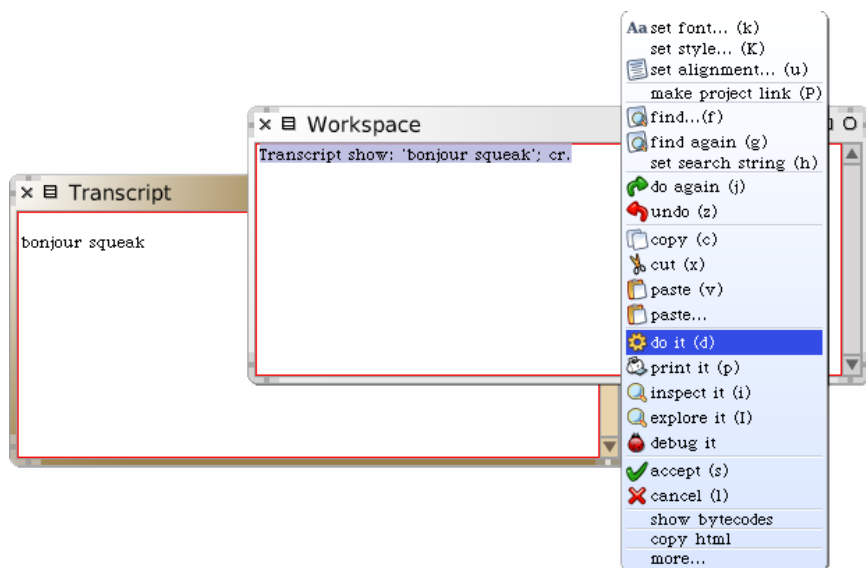 Workspace
Transcript show: 'bonjour squeak'; cr.
Transcript
bonjour squeak
Aa set font... (k)
set style... (K)
set alignment... (u)
make project link (P)
find...(f)
find again (g)
set search string (h)
do again (j)
undo (z)
copy (c)
cut (x)
paste (v)
paste...
do it (d)
print it (p)
inspect it (i)
explore it (I)
debug it
accept (s)
cancel (l)
show bytecodes
copy html
more...